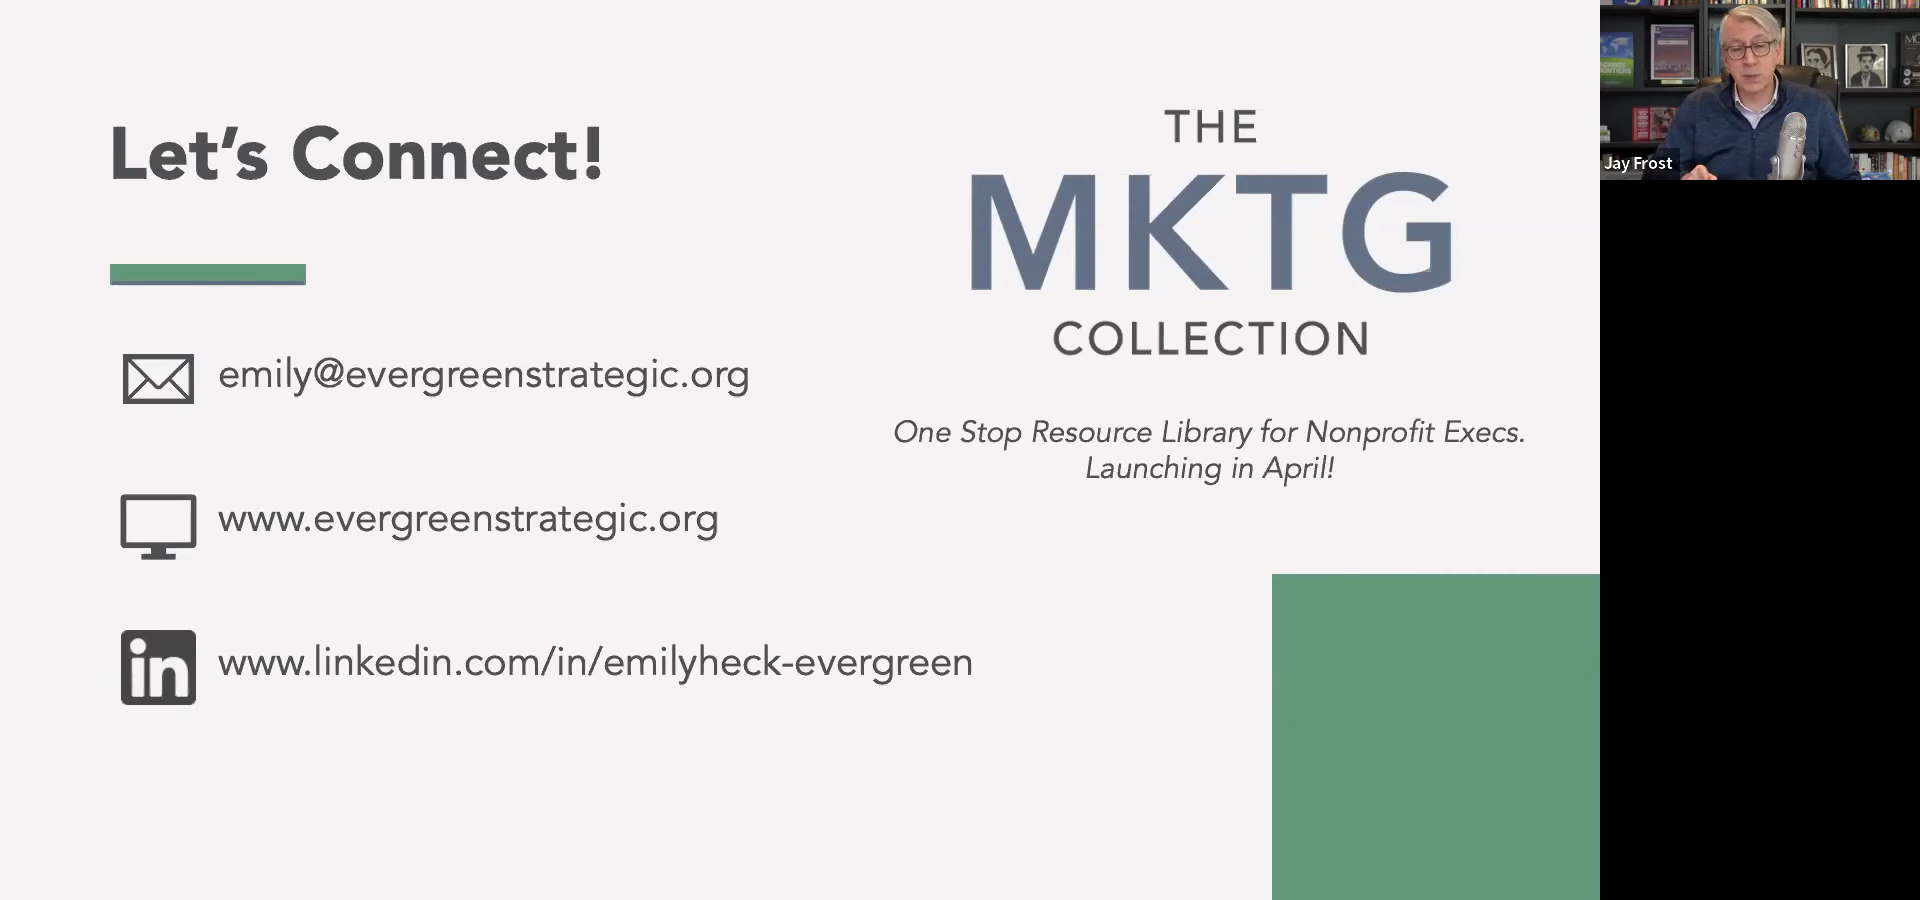 Let's Connect!
emily@evergreenstrategic.org
www.evergreenstrategic.org
www.linkedin.com/in/emilyheck-evergreen
THE
MKTG
COLLECTION
One Stop Resource Library for Nonprofit Execs.
Launching in April!
Jay Frost